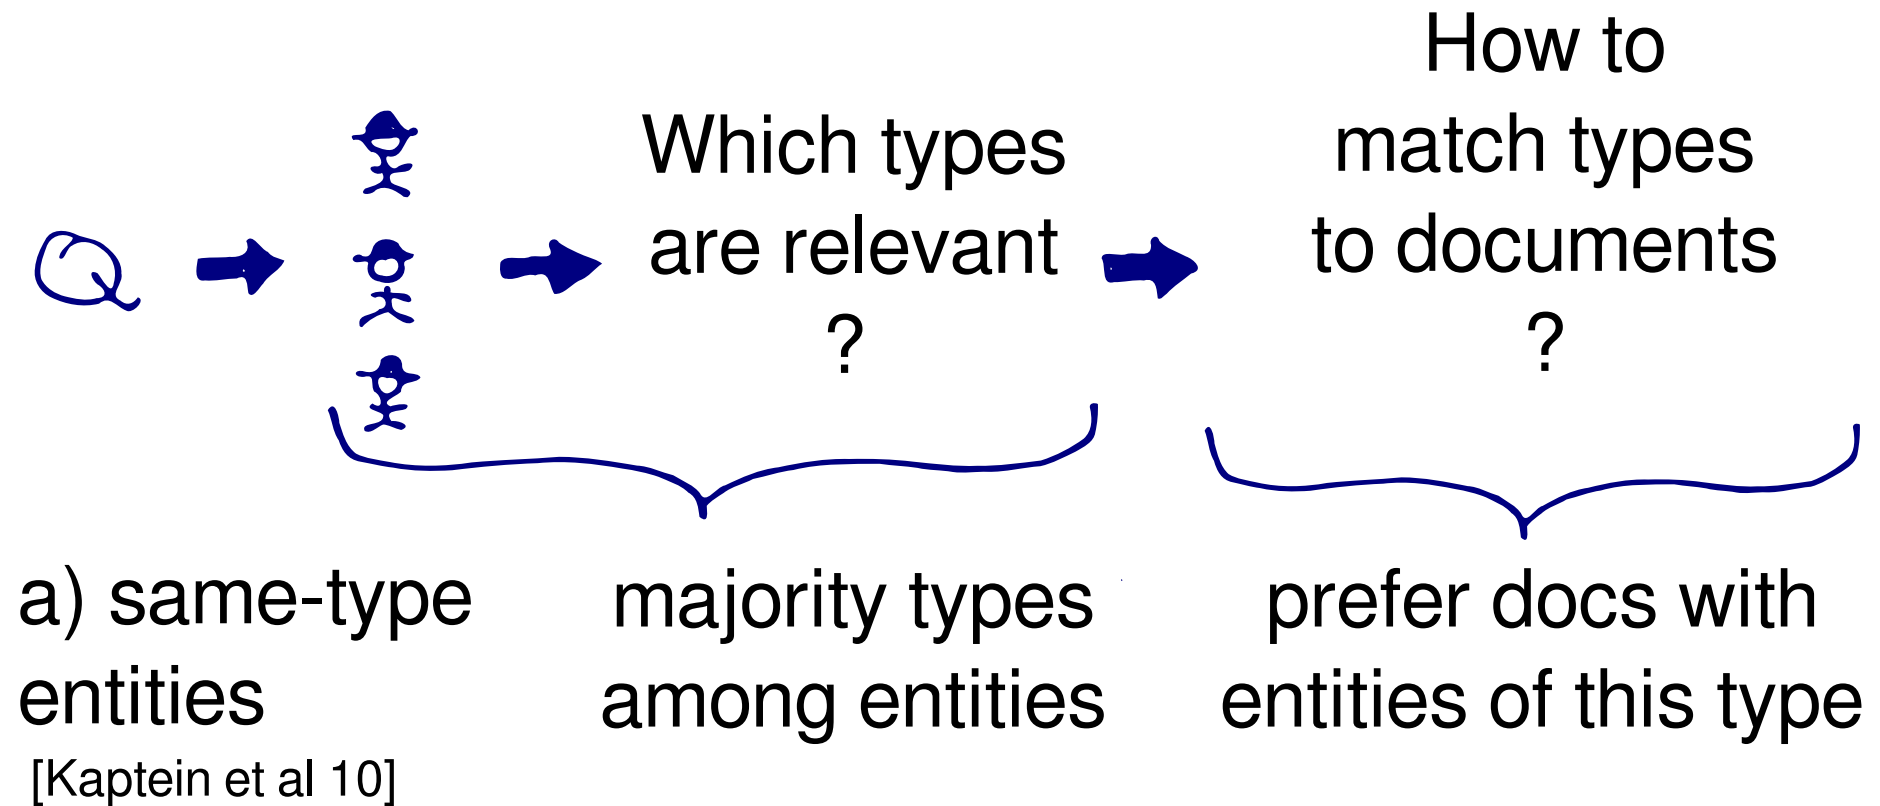 Q
Which types
are relevant
?
How to
match types
to documents
?
a) same-type
entities
[Kaptein et al 10]
majority types
among entities
prefer docs with
entities of this type